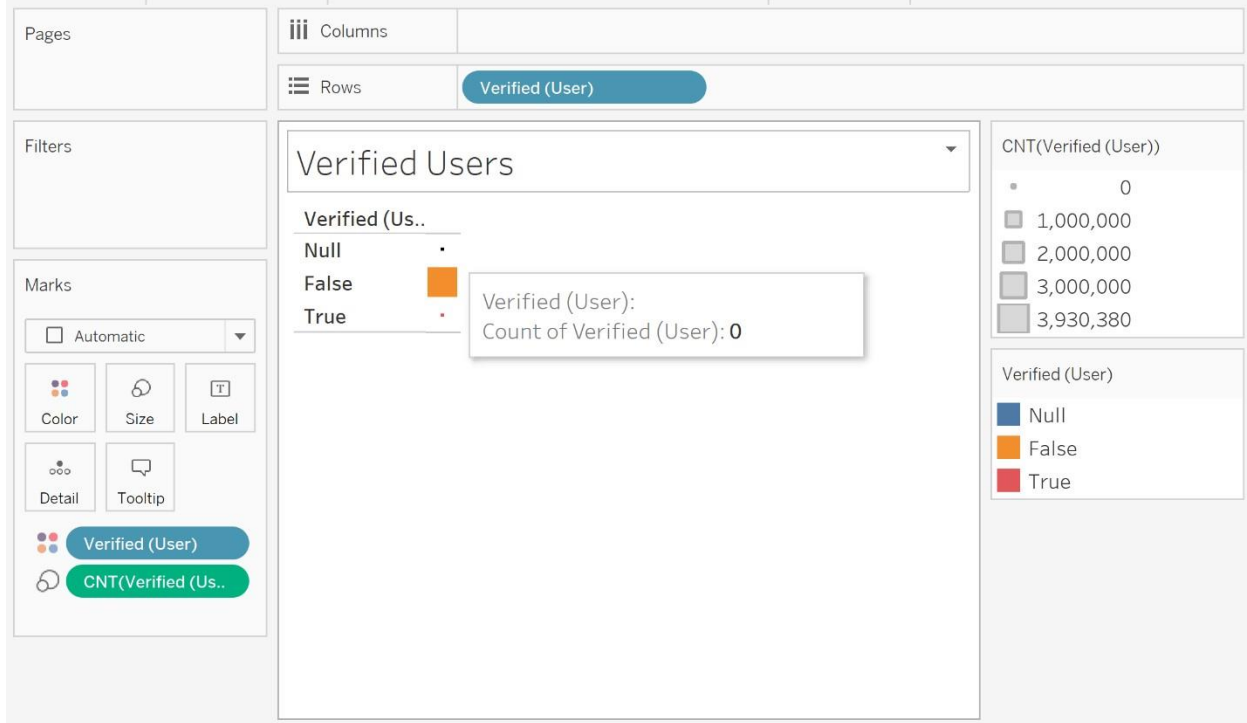 Pages
Columns
Rows
Verified (User)
Filters
Marks
Automatic
Color
Size
Label
Detail
Tooltip
Verified (User)
CNT(Verified (Us..
Verified Users
Verified (Us..
Null
False
True
Verified (User):
Count of Verified (User): 0
CNT(Verified (User))
0
1,000,000
2,000,000
3,000,000
3,930,380
Verified (User)
Null
False
True